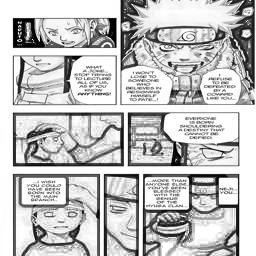 WHAT
A JOKE...
STOP TRYING
TO LECTURE
ALL OF US,
AS IF YOU
KNOW
ANYTHING!
I WON'T
LOSE TO
SOMEONE
WHO
BELIEVES IN
RESIGNING
HIMSELF
TO FATE...!
I
REFUSE
TO BE
DEFEATED
BY A
COWARD
LIKE YOU...
EVERYONE
IS BORN
SHOULDERING
A DESTINY THAT
CANNOT BE
DEFIED.
...I WISH
YOU COULD
HAVE BEEN
BORN INTO
THE MAIN
BRANCH...
...MORE THAN
ANYONE ELSE,
YOU'VE BEEN
BLESSED
WITH THE
GENIUS
OF THE
HYUGA CLAN...
NEJI...
YOU...